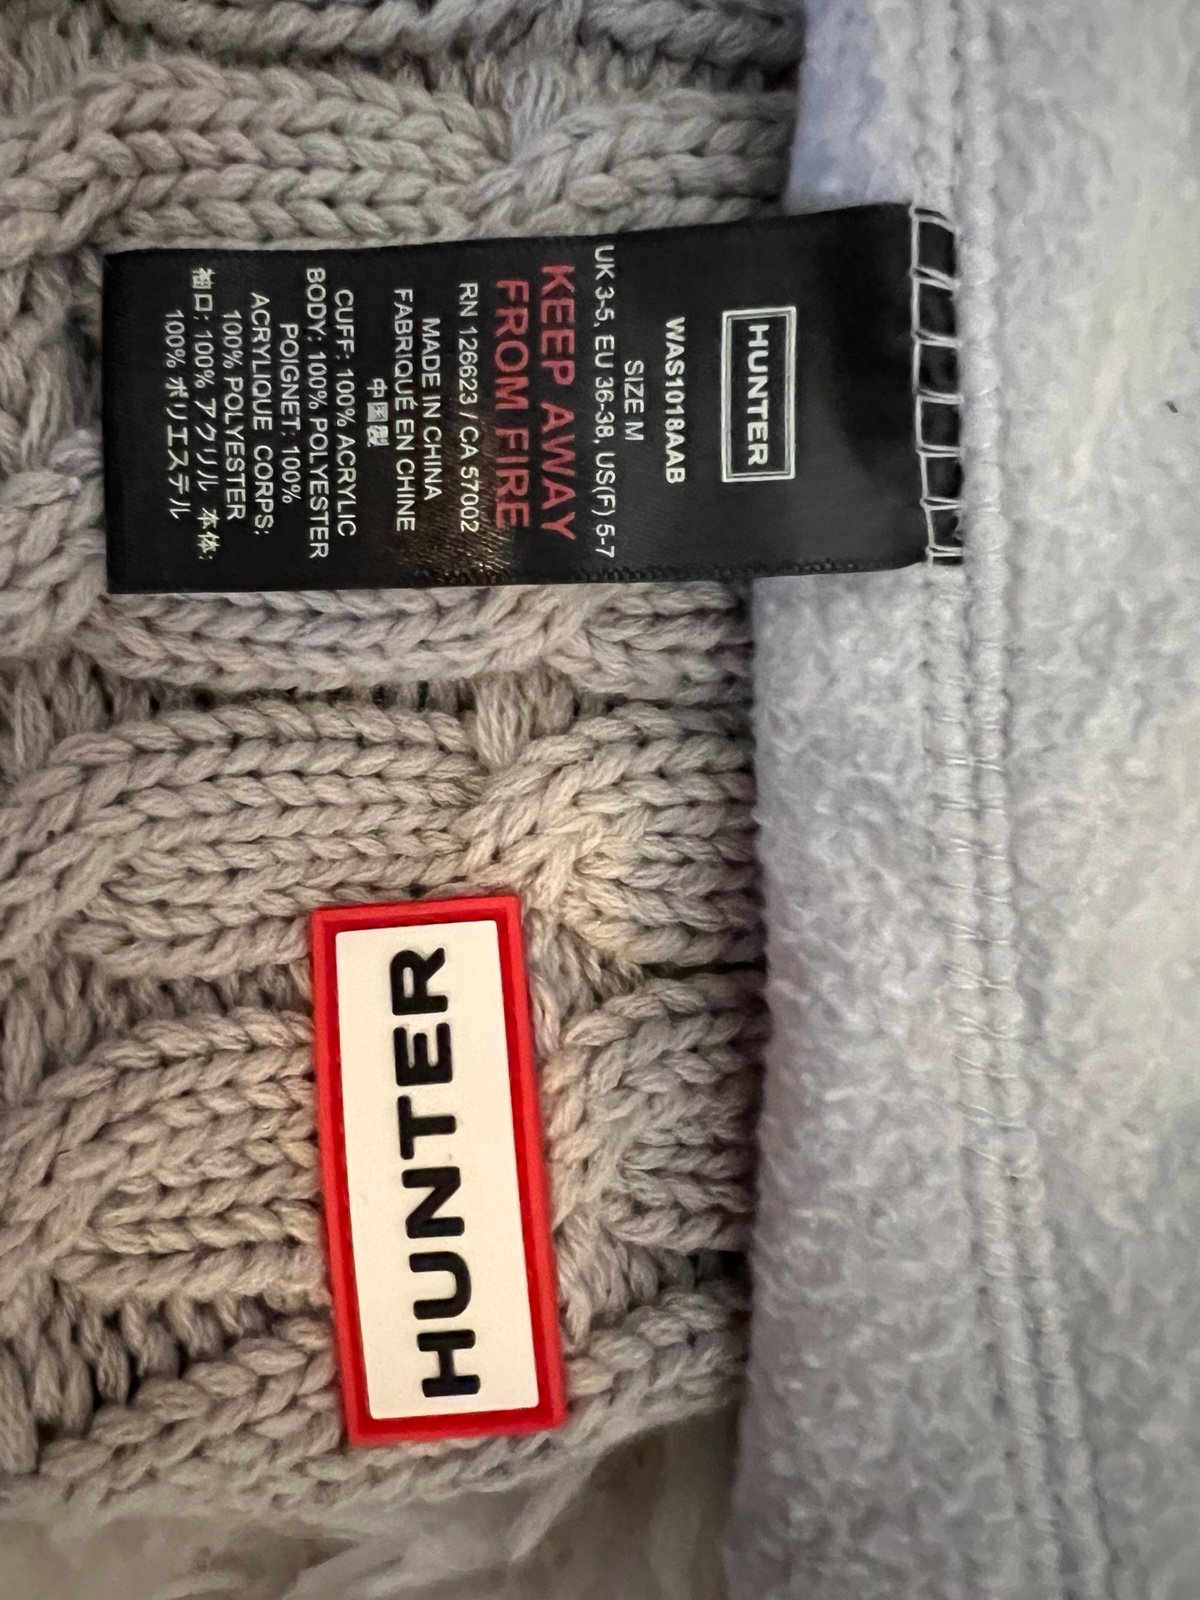 HUNTER
WAS1018AAB
SIZE M
UK 3-5, EU 36-38, US(F) 5-7
KEEP AWAY
FROM FIRE
RN 126623 / CA 57002
MADE IN CHINA
FABRIQUÉ EN CHINE
中国製
CUFF: 100% ACRYLIC
BODY: 100% POLYESTER
POIGNET: 100%
ACRYLIQUE CORPS:
100% POLYESTER
袖口: 100% アクリル 本体:
100% ポリエステル
HUNTER